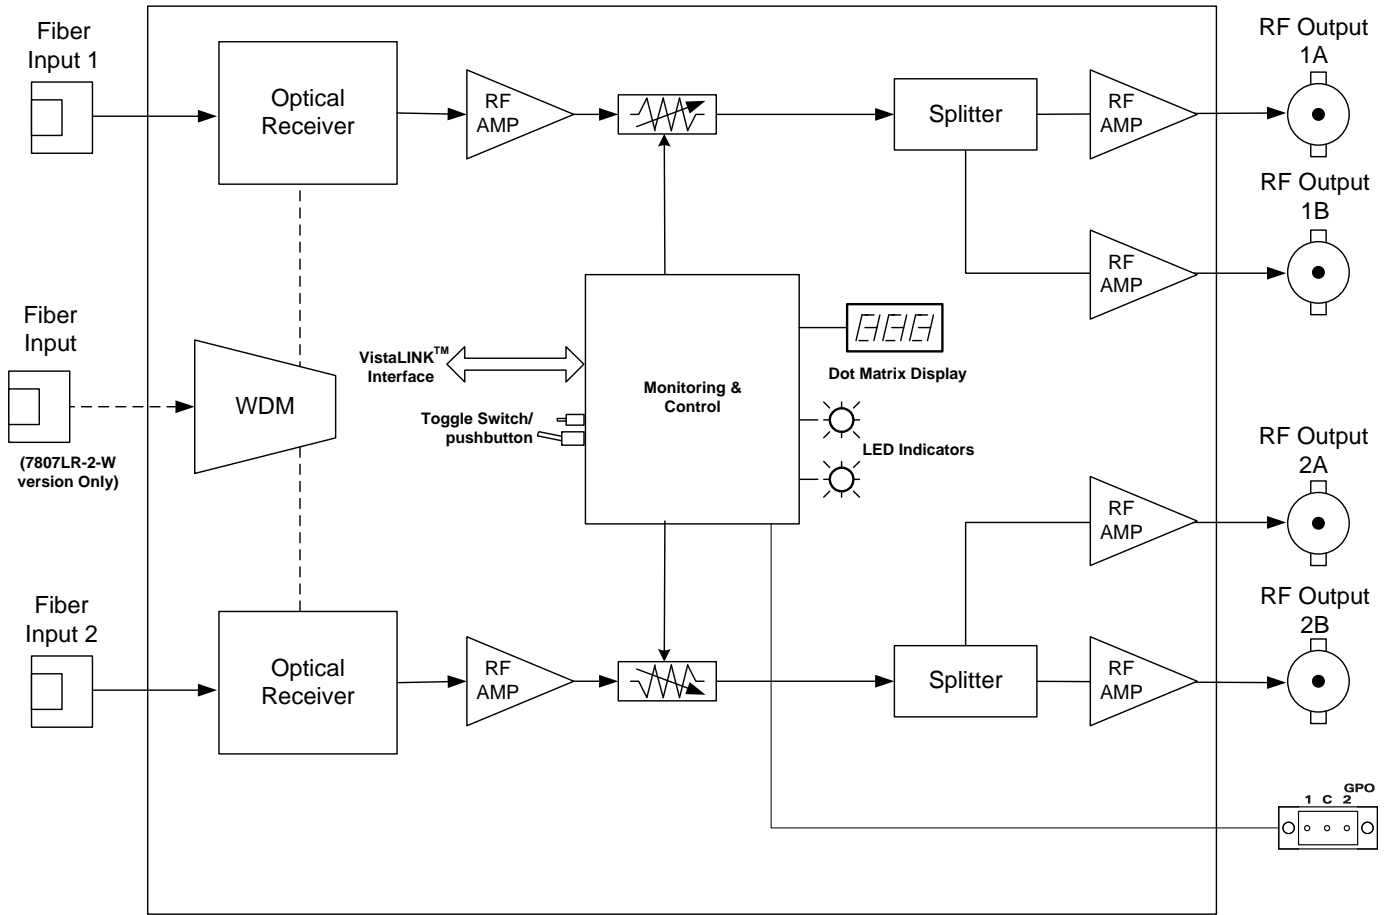 Fiber
Input 1
Optical
Receiver
RF
AMP
Splitter
RF
AMP
RF Output
1A
RF Output
1B
RF
AMP
Fiber
Input
(7807LR-2-W
version Only)
WDM
VistaLINK™
Interface
Toggle Switch/
pushbutton
Monitoring &
Control
Dot Matrix Display
LED Indicators
RF
AMP
RF Output
2A
Fiber
Input 2
Optical
Receiver
RF
AMP
Splitter
RF
AMP
RF Output
2B
GPO
1 C 2